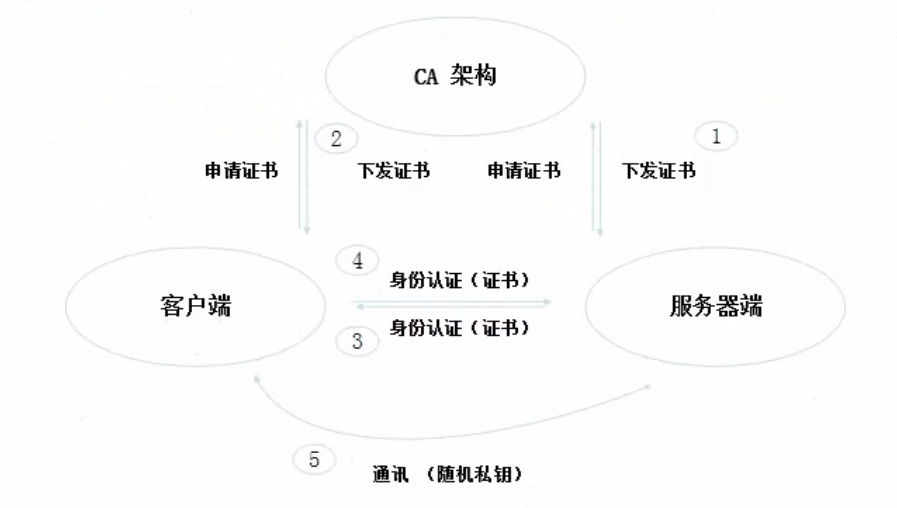 CA 架构
②
①
申请证书
下发证书
申请证书
下发证书
④
身份认证（证书）
客户端
服务器端
身份认证（证书）
③
⑤
通讯 （随机私钥）